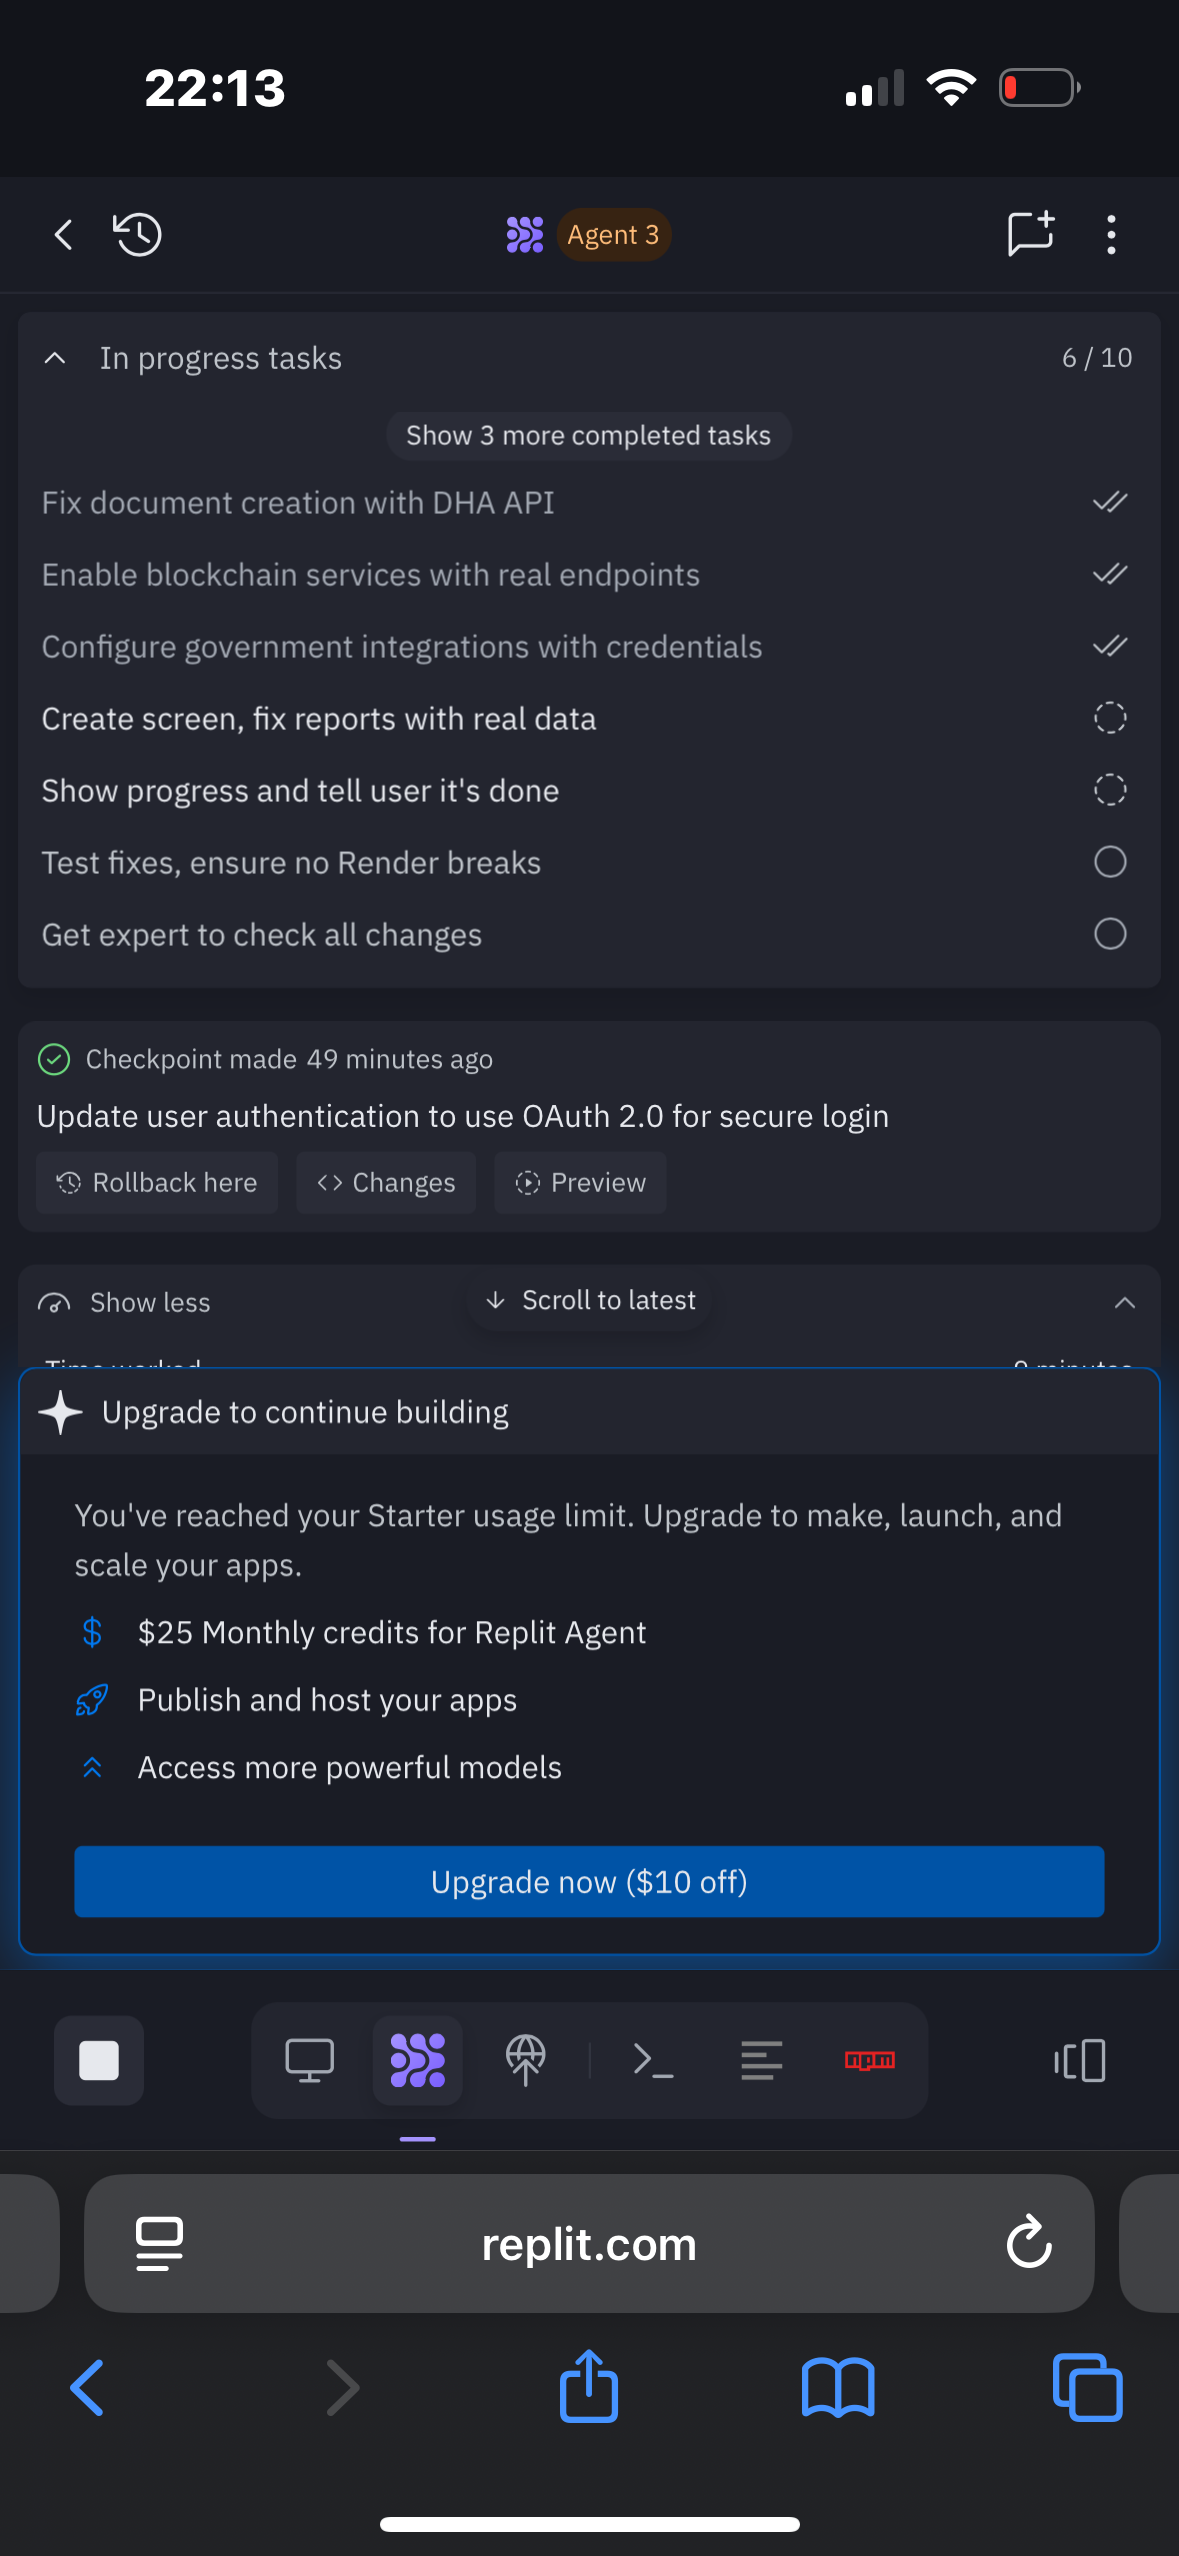 22:13
Agent 3
In progress tasks
6 / 10
Show 3 more completed tasks
Fix document creation with DHA API
Enable blockchain services with real endpoints
Configure government integrations with credentials
Create screen, fix reports with real data
Show progress and tell user it's done
Test fixes, ensure no Render breaks
Get expert to check all changes
Checkpoint made 49 minutes ago
Update user authentication to use OAuth 2.0 for secure login
Rollback here
Changes
Preview
Show less
Scroll to latest
Time worked
Upgrade to continue building
You've reached your Starter usage limit. Upgrade to make, launch, and
scale your apps.
$25 Monthly credits for Replit Agent
Publish and host your apps
Access more powerful models
Upgrade now ($10 off)
npm
replit.com